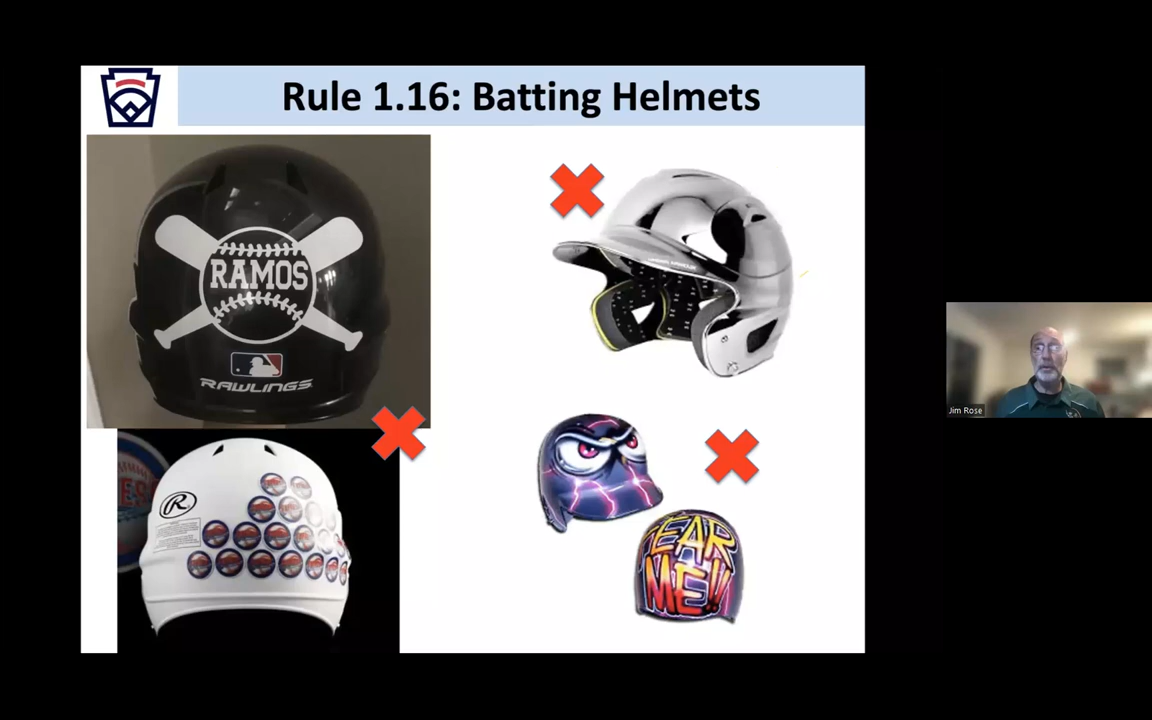 Rule 1.16: Batting Helmets
RAMOS
RAWLINGS
R
FEAR
ME!!
Jim Rose